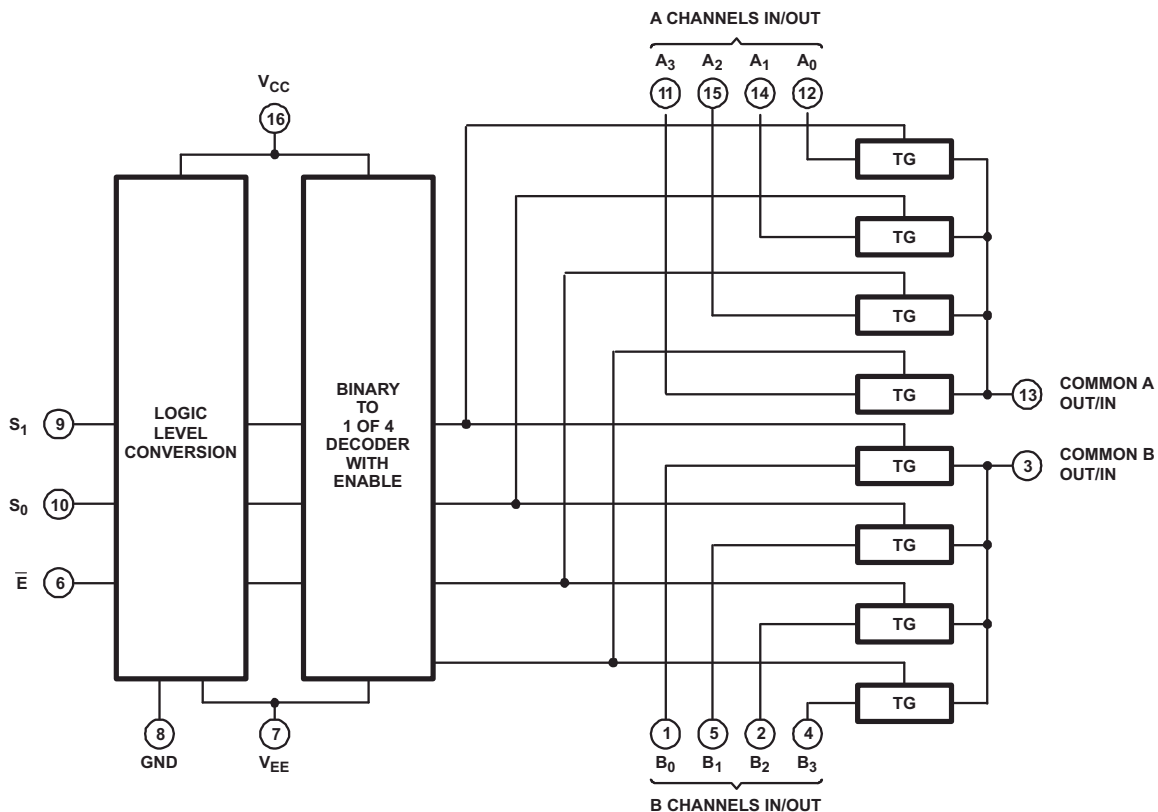 A CHANNELS IN/OUT
A3 A2 A1 A0
11 15 14 12
VCC
16
TG
TG
TG
TG
13 COMMON A
OUT/IN
S1 9
S0 10
E̅ 6
LOGIC
LEVEL
CONVERSION
BINARY
TO
1 OF 4
DECODER
WITH
ENABLE
TG
3 COMMON B
OUT/IN
TG
TG
TG
8
GND
7
VEE
1 5 2 4
B0 B1 B2 B3
B CHANNELS IN/OUT